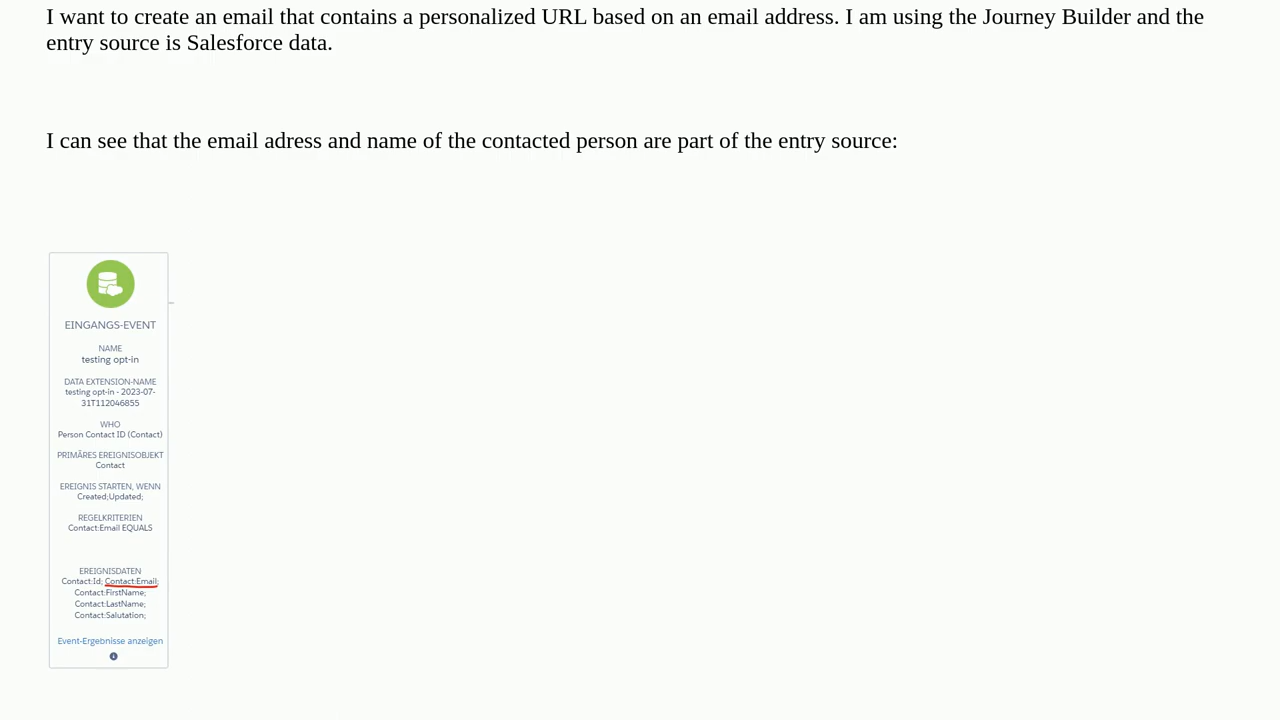 I want to create an email that contains a personalized URL based on an email address. I am using the Journey Builder and the
entry source is Salesforce data.
I can see that the email adress and name of the contacted person are part of the entry source:
EINGANGS-EVENT
NAME
testing opt-in
DATA EXTENSION-NAME
testing opt-in - 2023-07-
31T112046855
WHO
Person Contact ID (Contact)
PRIMÄRES EREIGNISOBJEKT
Contact
EREIGNIS STARTEN, WENN
Created;Updated;
REGELKRITERIEN
Contact:Email EQUALS
EREIGNISDATEN
Contact:Id; Contact:Email;
Contact:FirstName;
Contact:LastName;
Contact:Salutation;
Event-Ergebnisse anzeigen